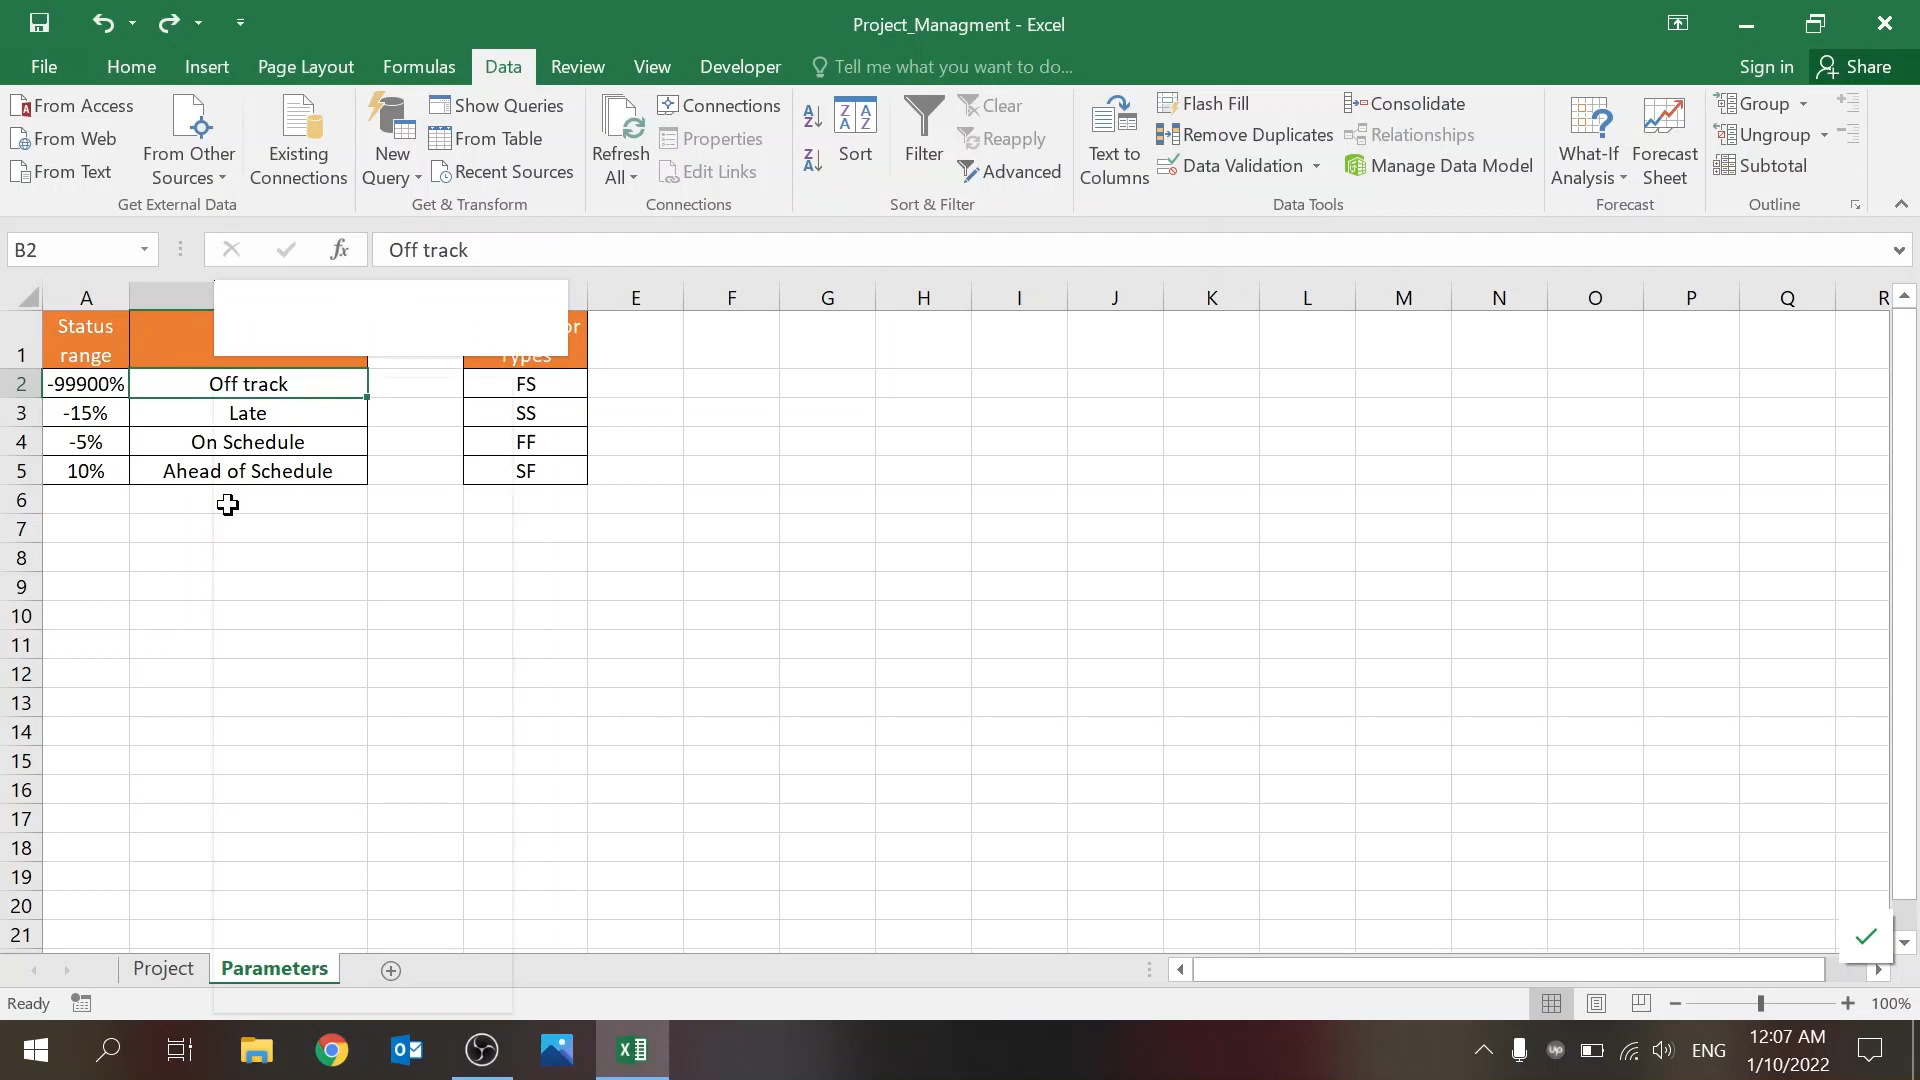 Project_Managment - Excel
File Home Insert Page Layout Formulas Data Review View Developer Tell me what you want to do... Sign in Share
From Access
From Web
From Text
From Other
Sources
Existing
Connections
Get External Data
New
Query
Show Queries
From Table
Recent Sources
Get & Transform
Refresh
All
Connections
Properties
Edit Links
Connections
Sort
Filter
Clear
Reapply
Advanced
Sort & Filter
Text to
Columns
Flash Fill
Remove Duplicates
Data Validation
Consolidate
Relationships
Manage Data Model
Data Tools
What-If
Analysis
Forecast
Sheet
Forecast
Group
Ungroup
Subtotal
Outline
B2 fx Off track
A E F G H I J K L M N O P Q R
1 Status
range or
Types
2 -99900% Off track FS
3 -15% Late SS
4 -5% On Schedule FF
5 10% Ahead of Schedule SF
6
7
8
9
10
11
12
13
14
15
16
17
18
19
20
21
Project Parameters
Ready 100%
ENG
12:07 AM
1/10/2022